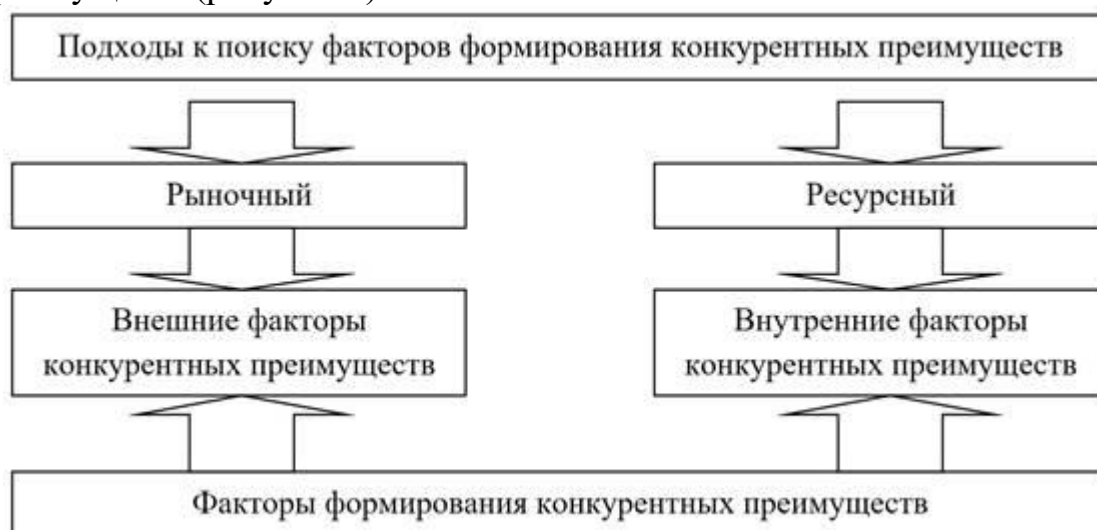 Подходы к поиску факторов формирования конкурентных преимуществ
Рыночный
Ресурсный
Внешние факторы
конкурентных преимуществ
Внутренние факторы
конкурентных преимуществ
Факторы формирования конкурентных преимуществ